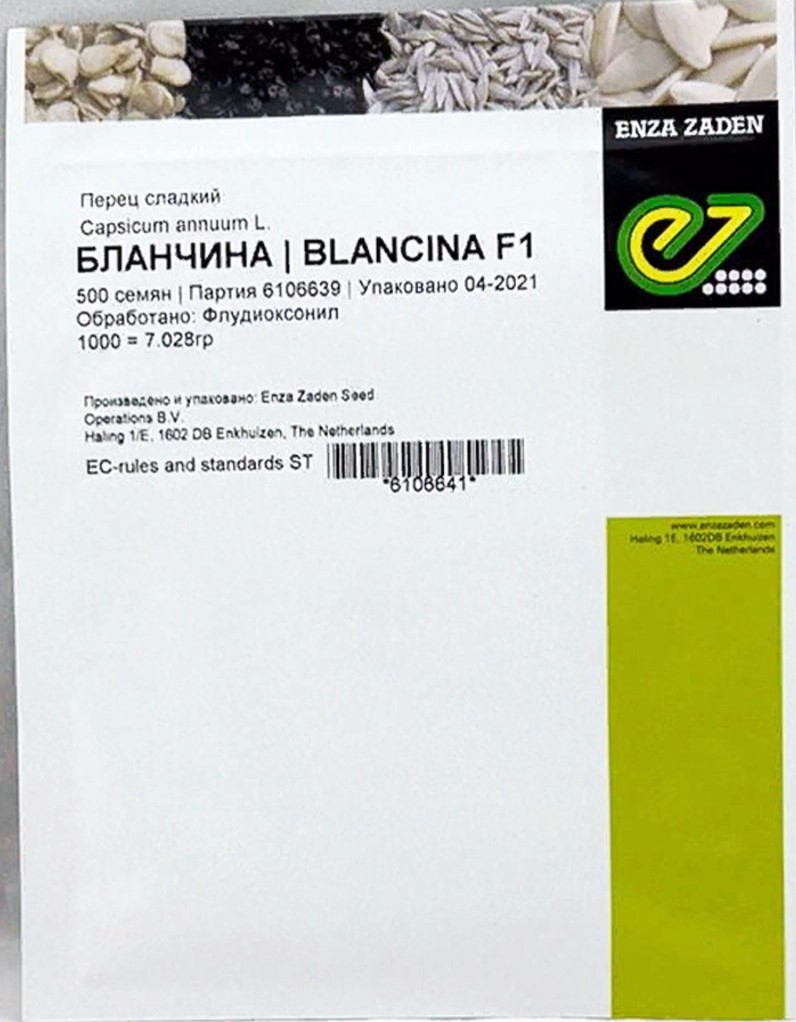 ENZA ZADEN
Перец сладкий
Capsicum annuum L.
БЛАНЧИНА | BLANCINA F1
500 семян | Партия 6106639 | Упаковано 04-2021
Обработано: Флудиоксонил
1000 = 7.028гр
Произведено и упаковано: Enza Zaden Seed
Operations B.V.
Haling 1/E, 1602 DB Enkhuizen, The Netherlands
EC-rules and standards ST
*6106641*
www.enzazaden.com
Haling 1E, 1602DB Enkhuizen
The Netherlands